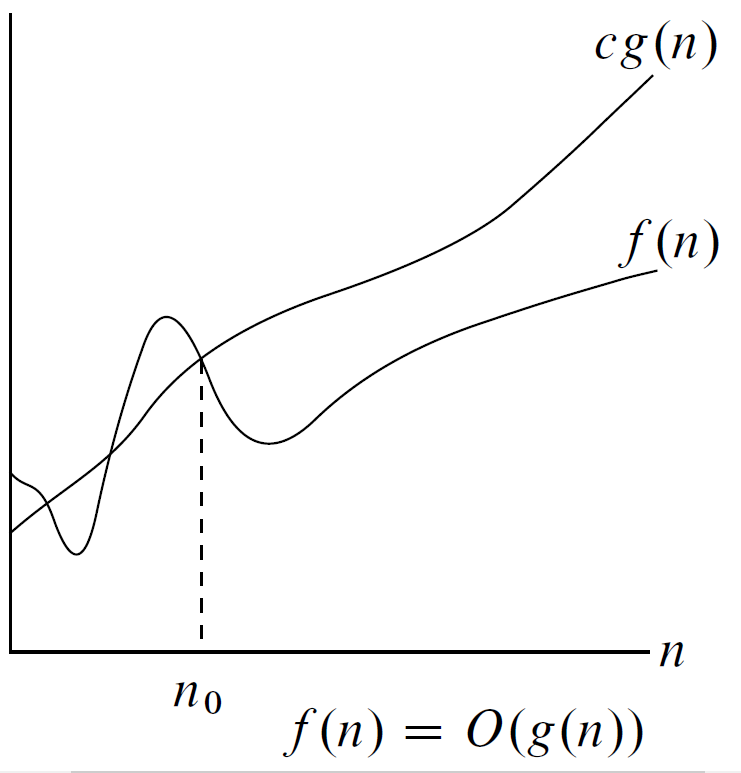 cg(n)
f(n)
n
n₀
f(n) = O(g(n))